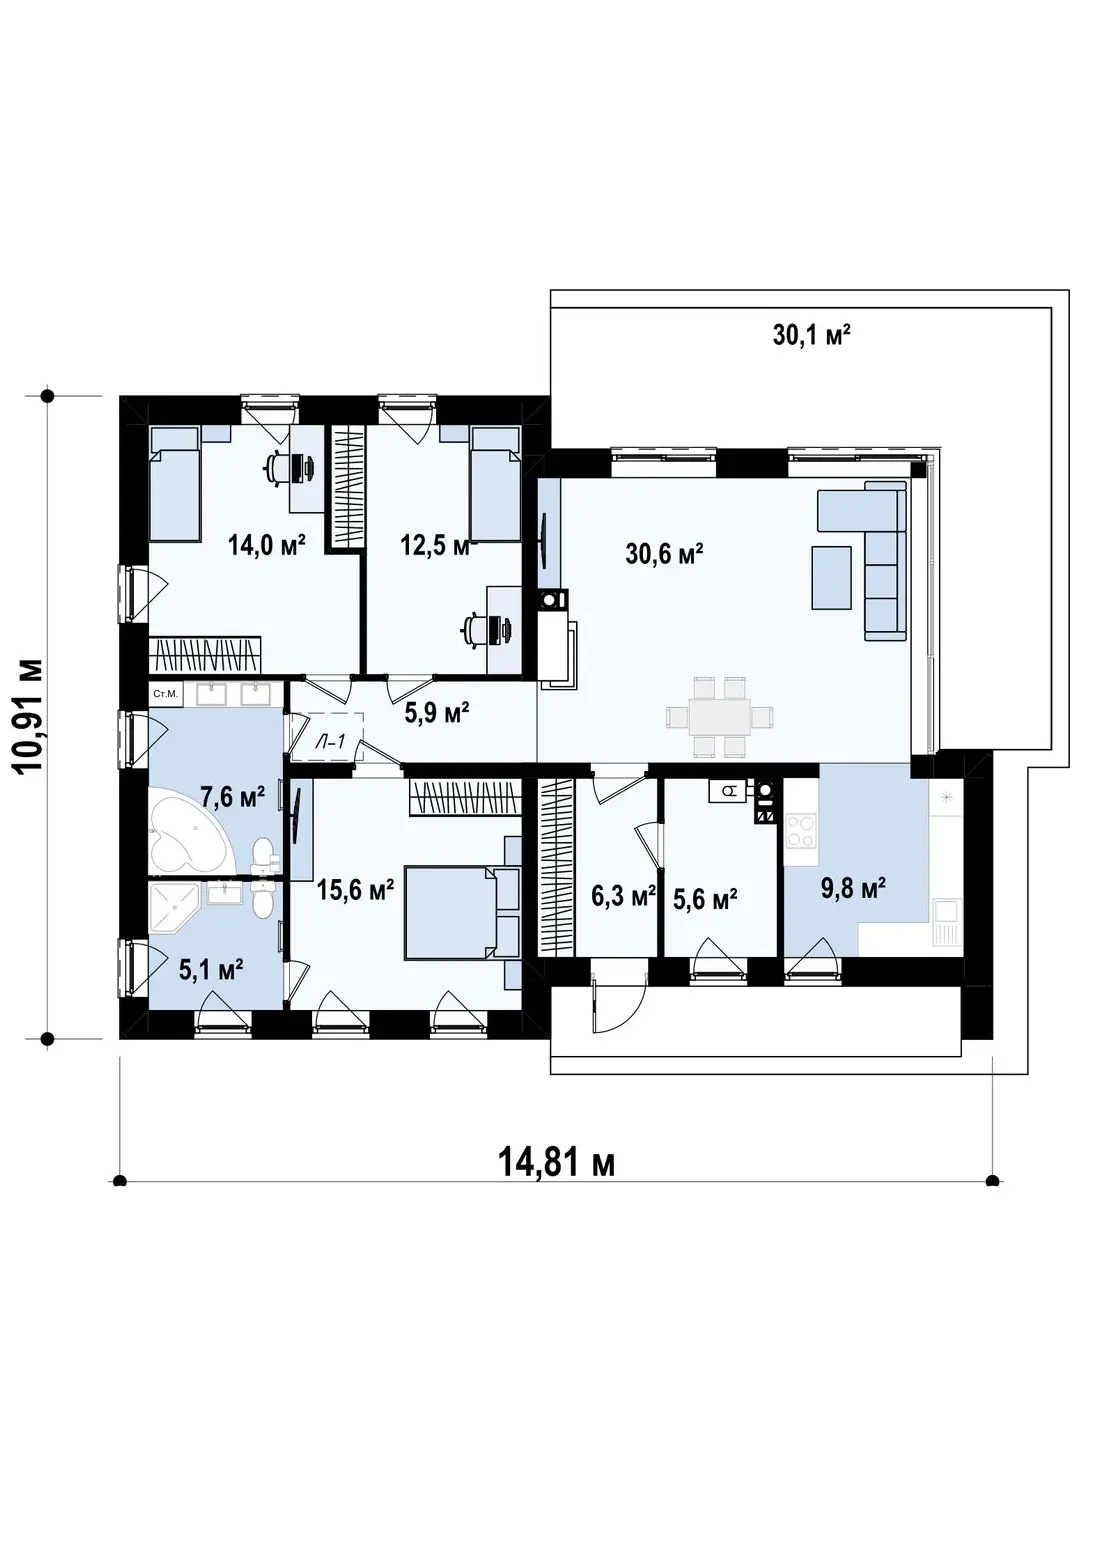 30,1 м²
14,0 м²
12,5 м²
30,6 м²
10,91 м
Ст.М.
5,9 м²
Л-1
7,6 м²
15,6 м²
6,3 м²
5,6 м²
9,8 м²
5,1 м²
14,81 м